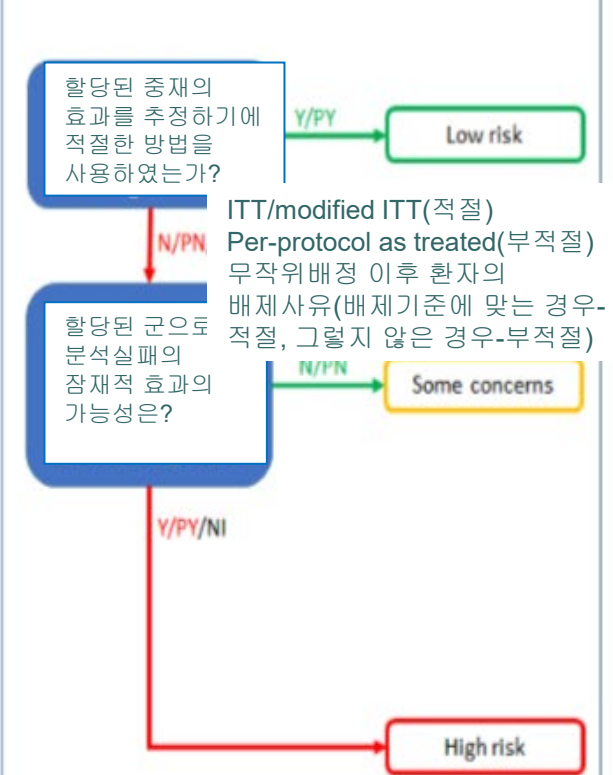 할당된 중재의
효과를 추정하기에
적절한 방법을
사용하였는가?
Y/PY
Low risk
N/PN
ITT/modified ITT(적절)
Per-protocol as treated(부적절)
무작위배정 이후 환자의
배제사유(배제기준에 맞는 경우-
적절, 그렇지 않은 경우-부적절)
할당된 군으로
분석실패의
잠재적 효과의
가능성은?
N/PN
Some concerns
Y/PY/NI
High risk